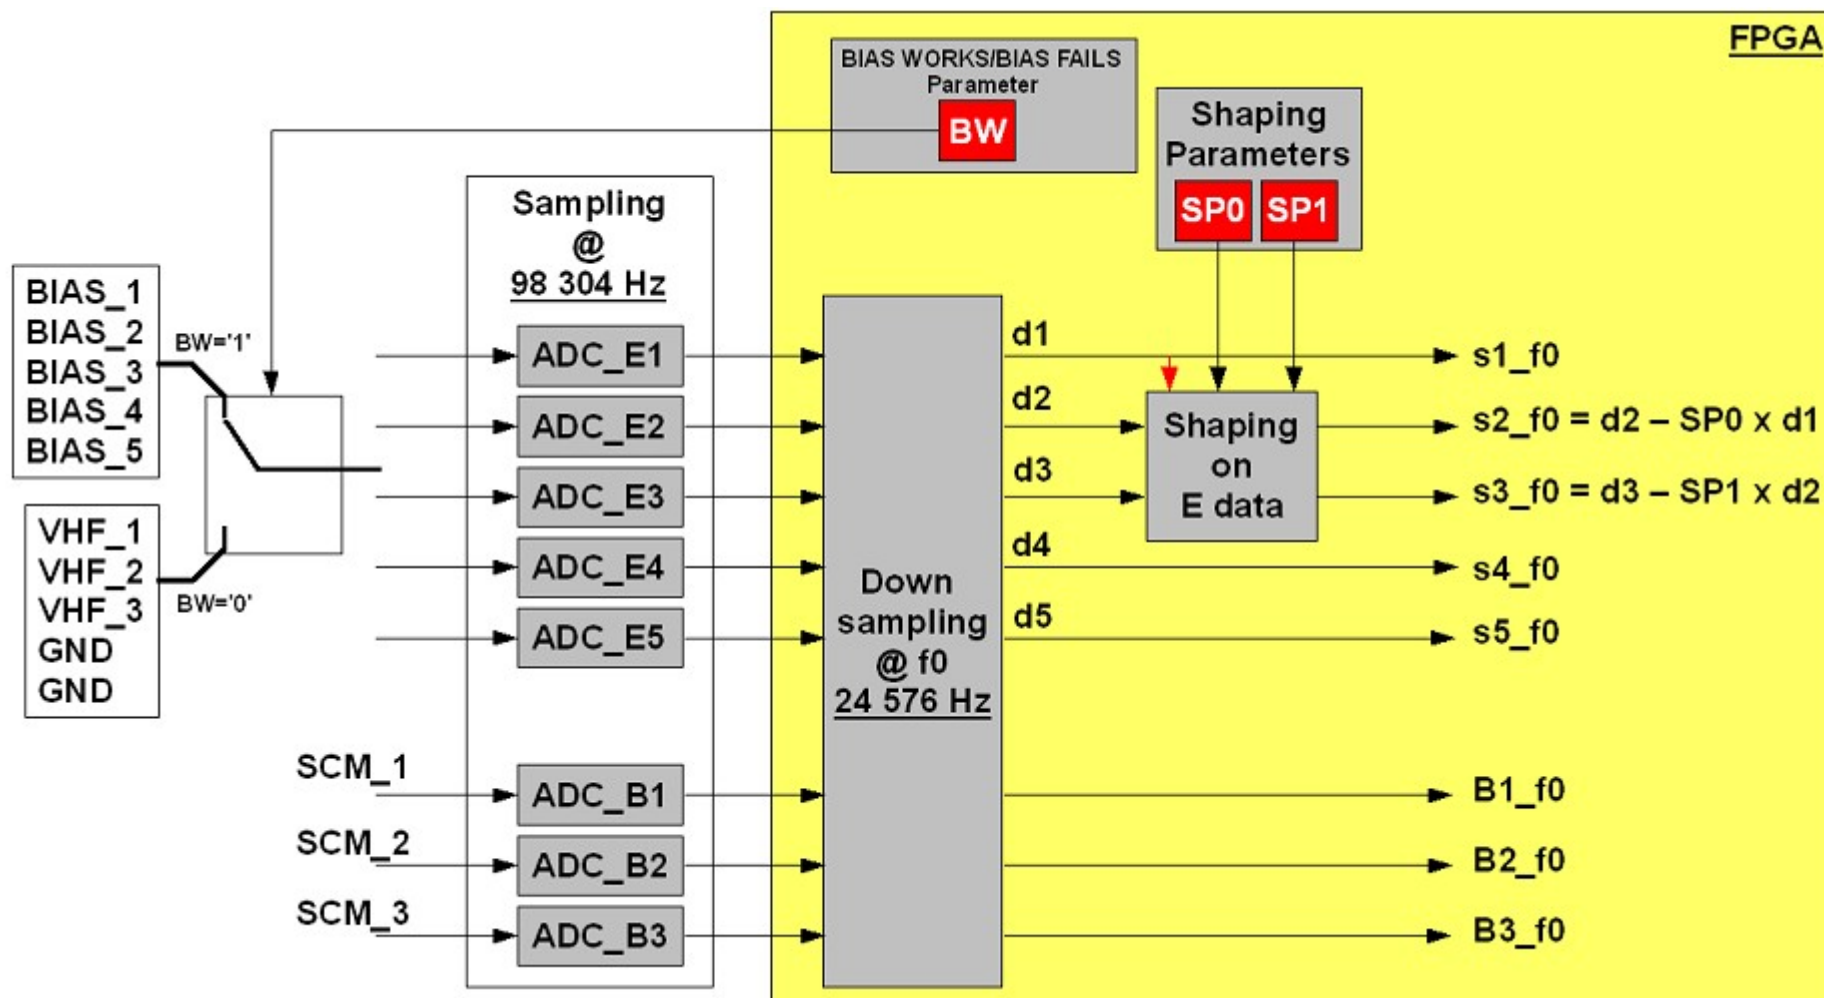 FPGA
BIAS WORKS/BIAS FAILS
Parameter
BW
Shaping
Parameters
SP0 SP1
Sampling
@
98 304 Hz
BIAS_1
BIAS_2
BIAS_3
BIAS_4
BIAS_5
BW='1'
VHF_1
VHF_2
VHF_3
GND
GND
BW='0'
ADC_E1
ADC_E2
ADC_E3
ADC_E4
ADC_E5
SCM_1
SCM_2
SCM_3
ADC_B1
ADC_B2
ADC_B3
Down
sampling
@ f0
24 576 Hz
d1
d2
d3
d4
d5
Shaping
on
E data
s1_f0
s2_f0 = d2 – SP0 x d1
s3_f0 = d3 – SP1 x d2
s4_f0
s5_f0
B1_f0
B2_f0
B3_f0